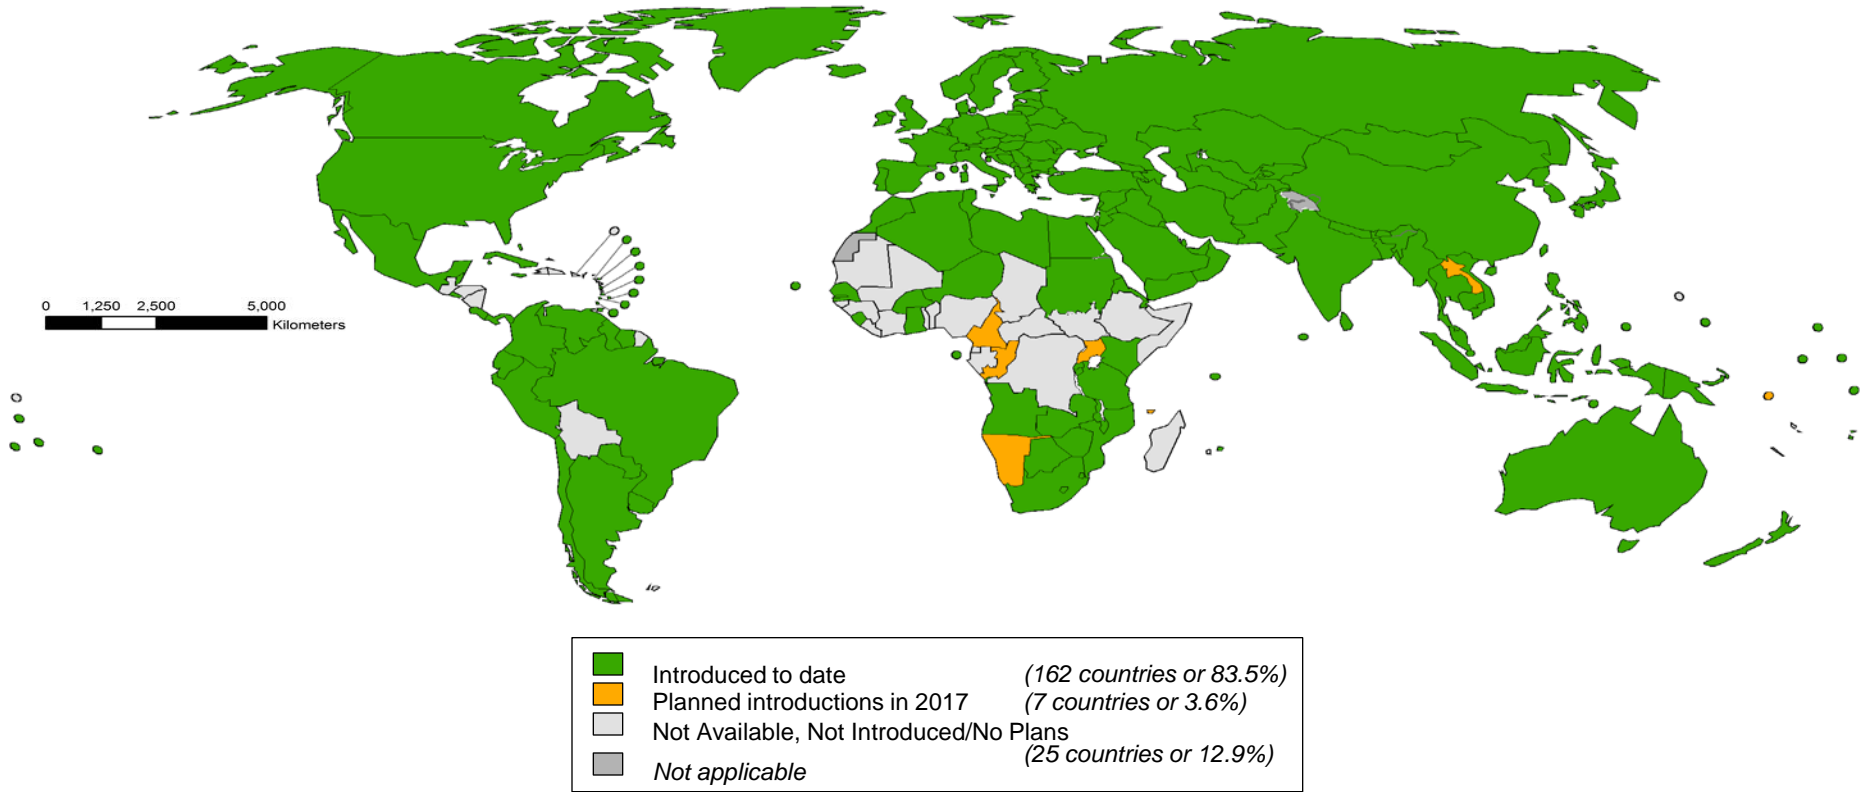 0 1,250 2,500 5,000
Kilometers
Introduced to date (162 countries or 83.5%)
Planned introductions in 2017 (7 countries or 3.6%)
Not Available, Not Introduced/No Plans
(25 countries or 12.9%)
Not applicable